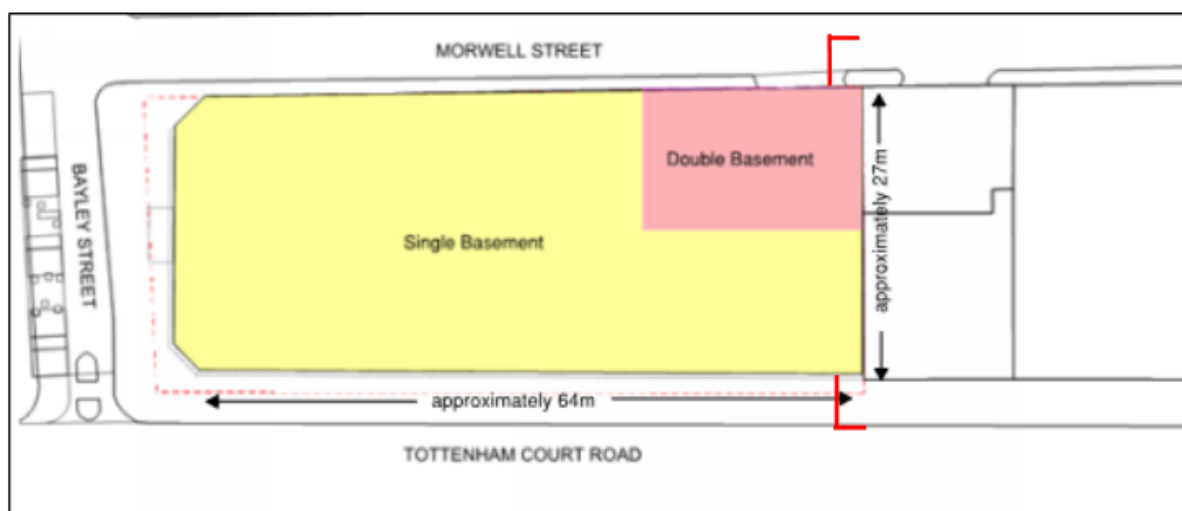 MORWELL STREET
Double Basement
approximately 27m
BAYLEY STREET
Single Basement
approximately 64m
TOTTENHAM COURT ROAD